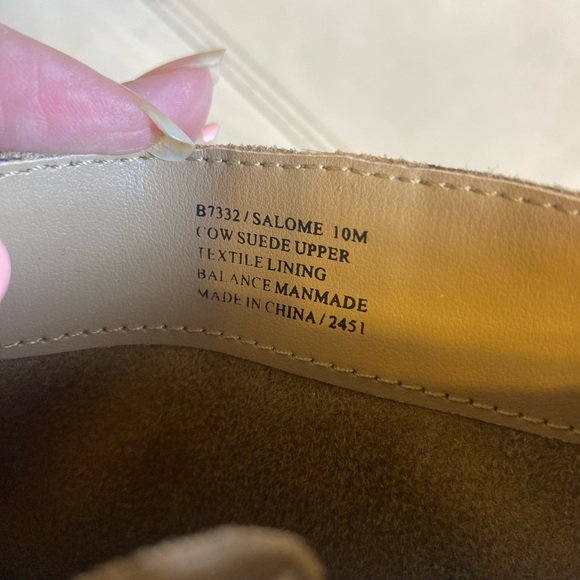 B7332 / SALOME 10M
COW SUEDE UPPER
TEXTILE LINING
BALANCE MANMADE
MADE IN CHINA / 2451